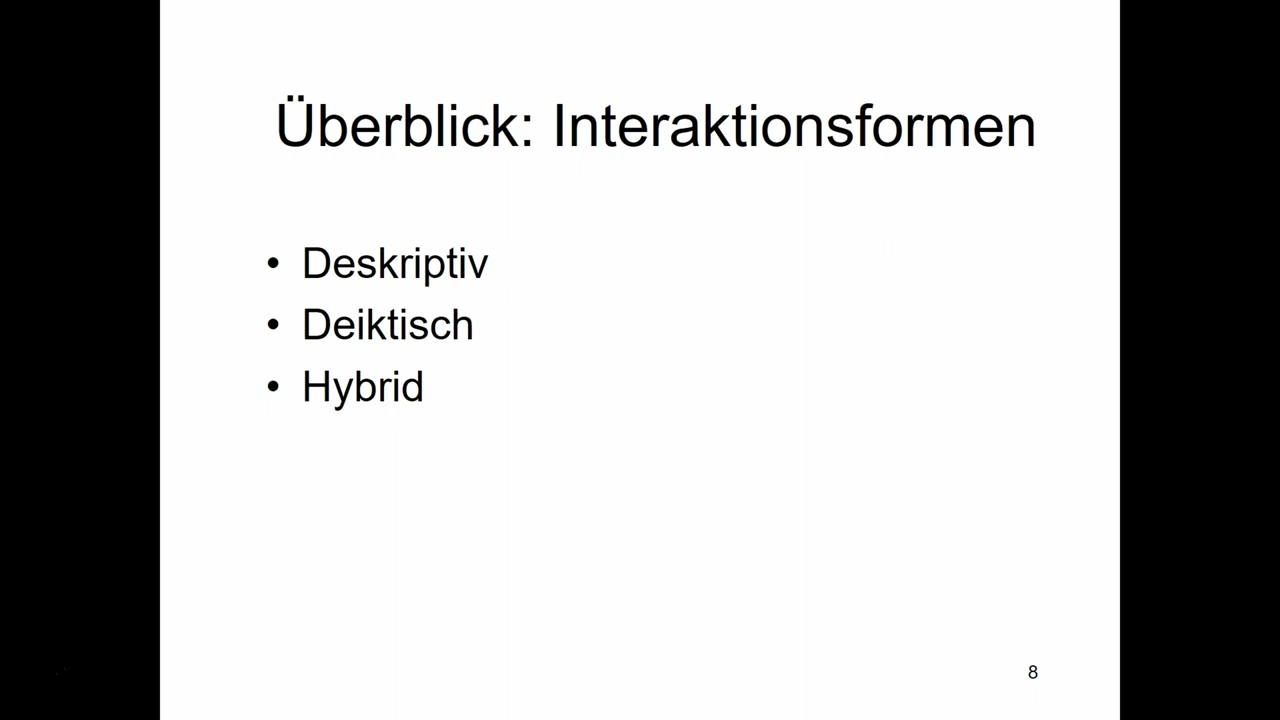 Überblick: Interaktionsformen
• Deskriptiv
• Deiktisch
• Hybrid
8